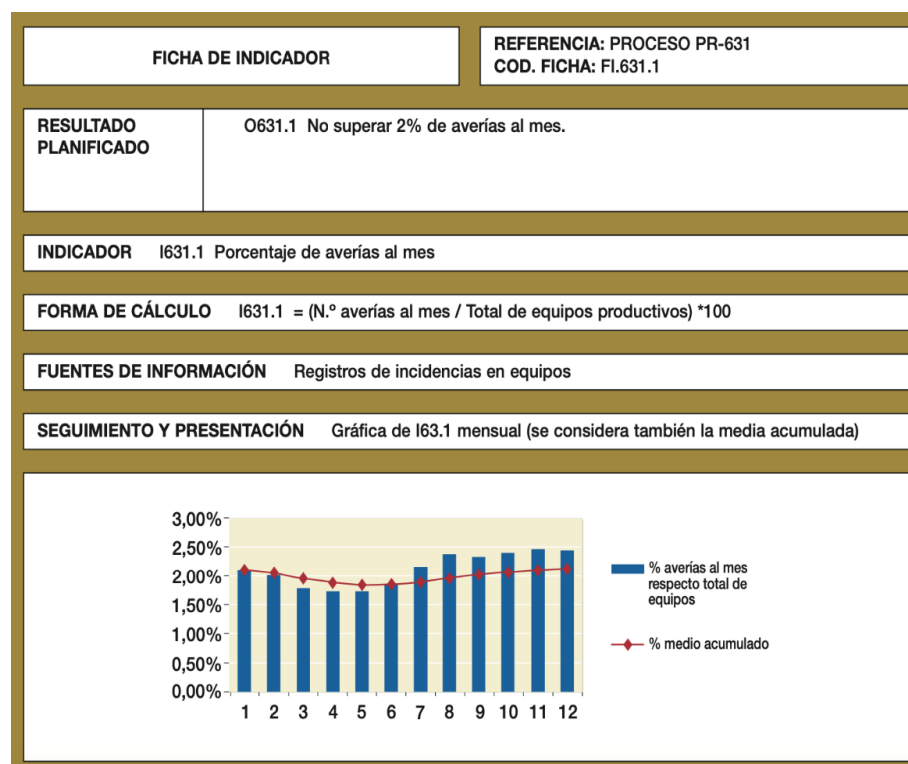 FICHA DE INDICADOR
REFERENCIA: PROCESO PR-631
COD. FICHA: FI.631.1
RESULTADO
PLANIFICADO
O631.1 No superar 2% de averías al mes.
INDICADOR I631.1 Porcentaje de averías al mes
FORMA DE CÁLCULO I631.1 = (N.º averías al mes / Total de equipos productivos) *100
FUENTES DE INFORMACIÓN Registros de incidencias en equipos
SEGUIMIENTO Y PRESENTACIÓN Gráfica de I63.1 mensual (se considera también la media acumulada)
3,00%
2,50%
2,00%
1,50%
1,00%
0,50%
0,00%
1 2 3 4 5 6 7 8 9 10 11 12
% averías al mes
respecto total de
equipos
% medio acumulado